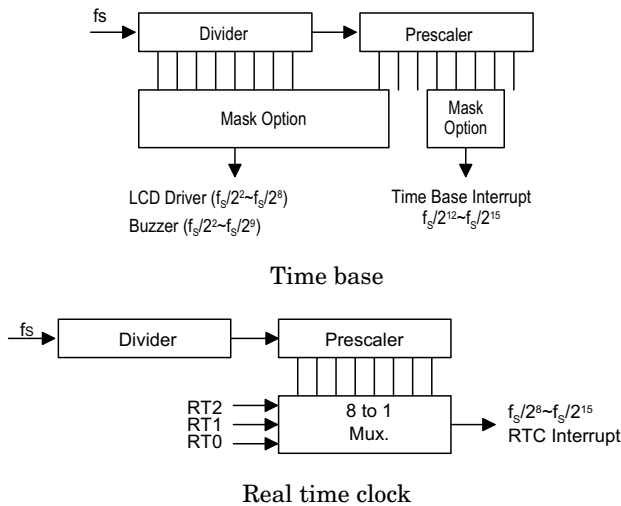 fs
Divider
Prescaler
Mask Option
Mask
Option
LCD Driver (fS/2²~fS/2⁸)
Buzzer (fS/2²~fS/2⁹)
Time Base Interrupt
fS/2¹²~fS/2¹⁵
Time base
fs
Divider
Prescaler
RT2
RT1
RT0
8 to 1
Mux.
fS/2⁸~fS/2¹⁵
RTC Interrupt
Real time clock